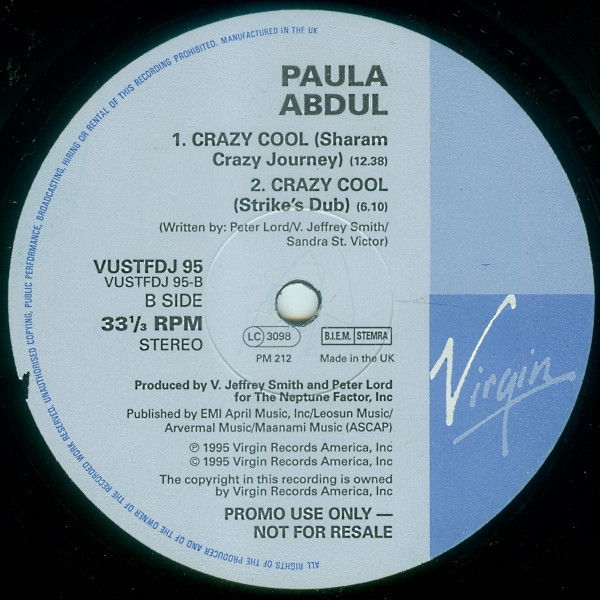 ALL RIGHTS OF THE PRODUCER AND OF THE OWNER OF THE RECORDED WORK RESERVED. UNAUTHORISED COPYING, PUBLIC PERFORMANCE, BROADCASTING, HIRING OR RENTAL OF THIS RECORDING PROHIBITED. MANUFACTURED IN THE UK
PAULA
ABDUL
1. CRAZY COOL (Sharam
Crazy Journey) (12.38)
2. CRAZY COOL
(Strike's Dub) (6.10)
(Written by: Peter Lord/V. Jeffrey Smith/
Sandra St. Victor)
VUSTFDJ 95
VUSTFDJ 95-B
B SIDE
33⅓ RPM
STEREO
LC 3098
B.I.E.M. STEMRA
PM 212
Made in the UK
Virgin
Produced by V. Jeffrey Smith and Peter Lord
for The Neptune Factor, Inc
Published by EMI April Music, Inc/Leosun Music/
Arvermal Music/Maanami Music (ASCAP)
℗ 1995 Virgin Records America, Inc
© 1995 Virgin Records America, Inc
The copyright in this recording is owned
by Virgin Records America, Inc
PROMO USE ONLY —
NOT FOR RESALE